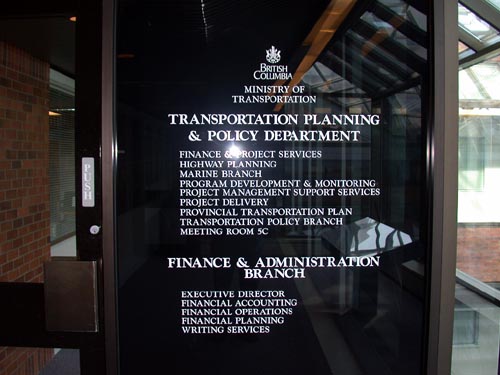 BRITISH
COLUMBIA
MINISTRY OF
TRANSPORTATION
TRANSPORTATION PLANNING
& POLICY DEPARTMENT
FINANCE & PROJECT SERVICES
HIGHWAY PLANNING
MARINE BRANCH
PROGRAM DEVELOPMENT & MONITORING
PROJECT MANAGEMENT SUPPORT SERVICES
PROJECT DELIVERY
PROVINCIAL TRANSPORTATION PLAN
TRANSPORTATION POLICY BRANCH
MEETING ROOM 5C
FINANCE & ADMINISTRATION
BRANCH
EXECUTIVE DIRECTOR
FINANCIAL ACCOUNTING
FINANCIAL OPERATIONS
FINANCIAL PLANNING
WRITING SERVICES
PUSH